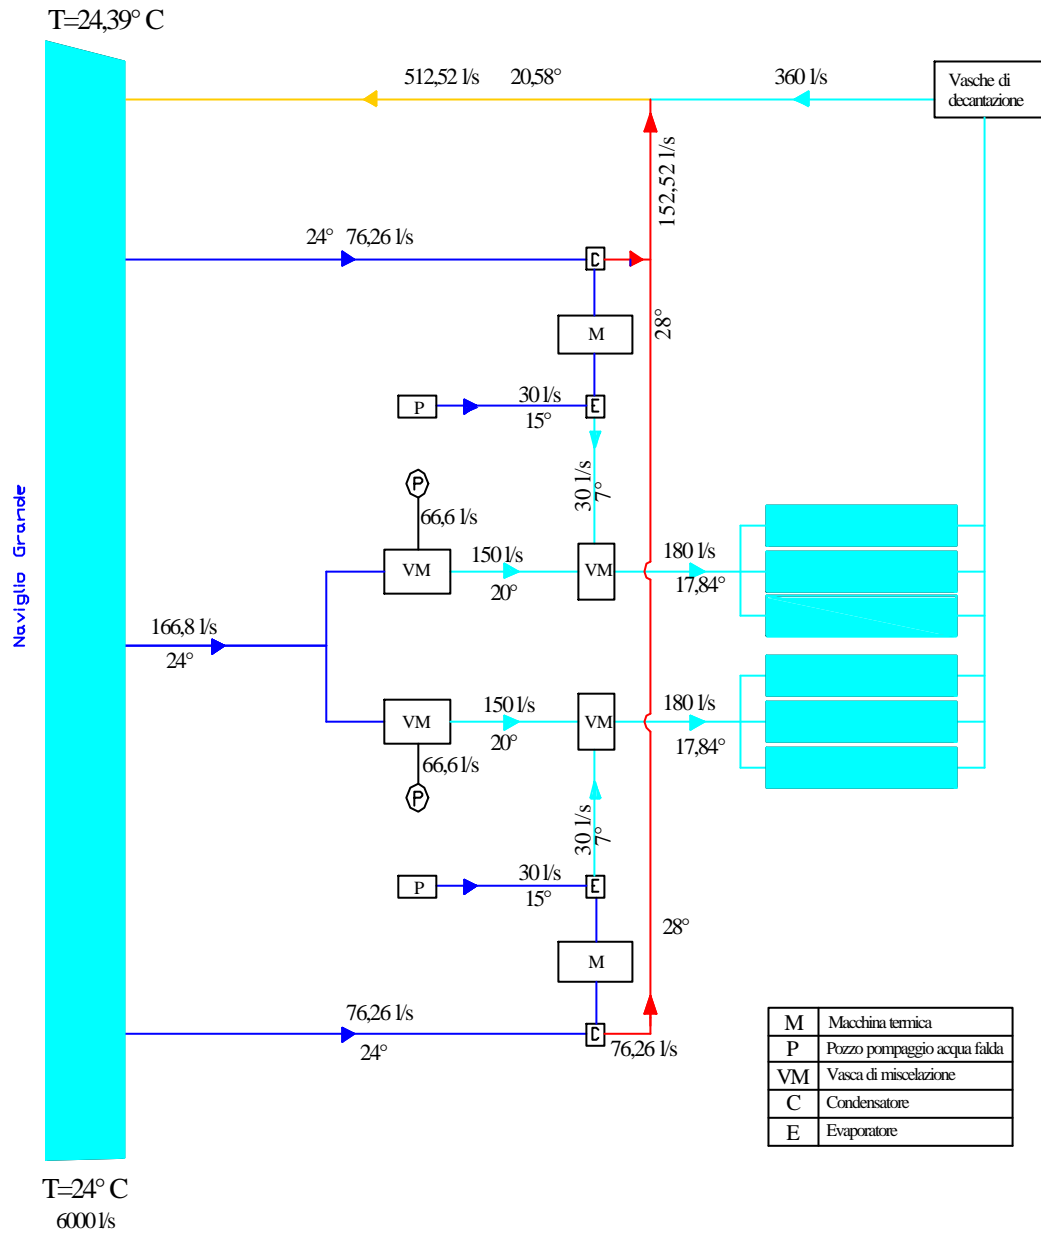 T=24,39° C
512,52 l/s 20,58° 360 l/s
Vasche di
decantazione
152,52 l/s
24° 76,26 l/s
C
28°
M
30 l/s
P
E
15°
30 l/s
7°
P
66,6 l/s
Naviglio Grande
150 l/s
180 l/s
VM
VM
20°
17,84°
166,8 l/s
24°
150 l/s
180 l/s
VM
VM
20°
17,84°
66,6 l/s
P
30 l/s
7°
30 l/s
P
E
15°
28°
M
76,26 l/s
C
24°
76,26 l/s
M Macchina termica
P Pozzo pompaggio acqua falda
VM Vasca di miscelazione
C Condensatore
E Evaporatore
T=24° C
6000 l/s